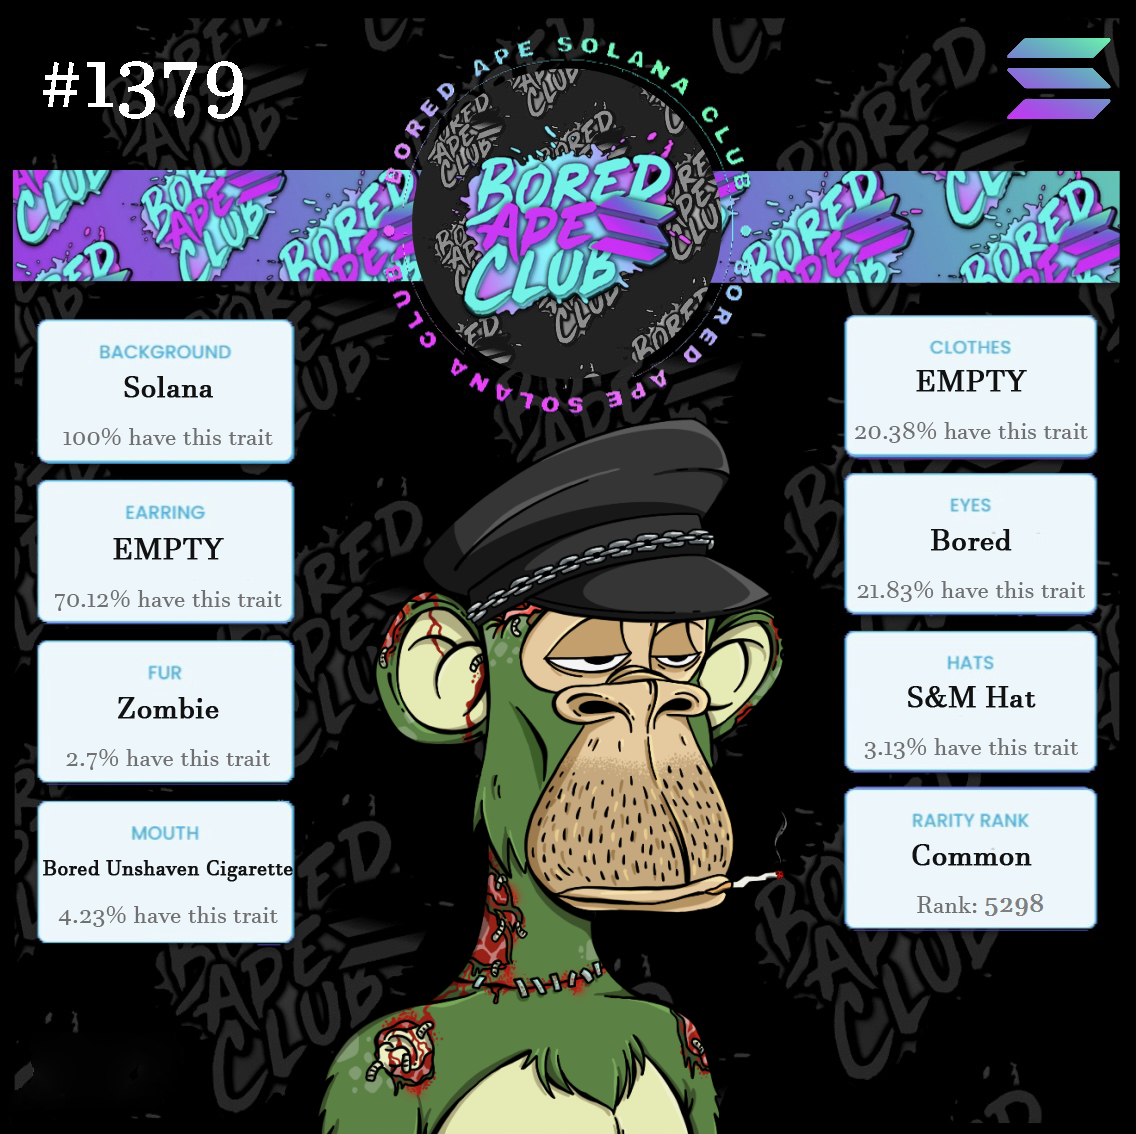 #1379
BORED APE SOLANA CLUB
BORED
APE
CLUB
BORED APE SOLANA CLUB
BACKGROUND
Solana
100% have this trait
EARRING
EMPTY
70.12% have this trait
FUR
Zombie
2.7% have this trait
MOUTH
Bored Unshaven Cigarette
4.23% have this trait
CLOTHES
EMPTY
20.38% have this trait
EYES
Bored
21.83% have this trait
HATS
S&M Hat
3.13% have this trait
RARITY RANK
Common
Rank: 5298